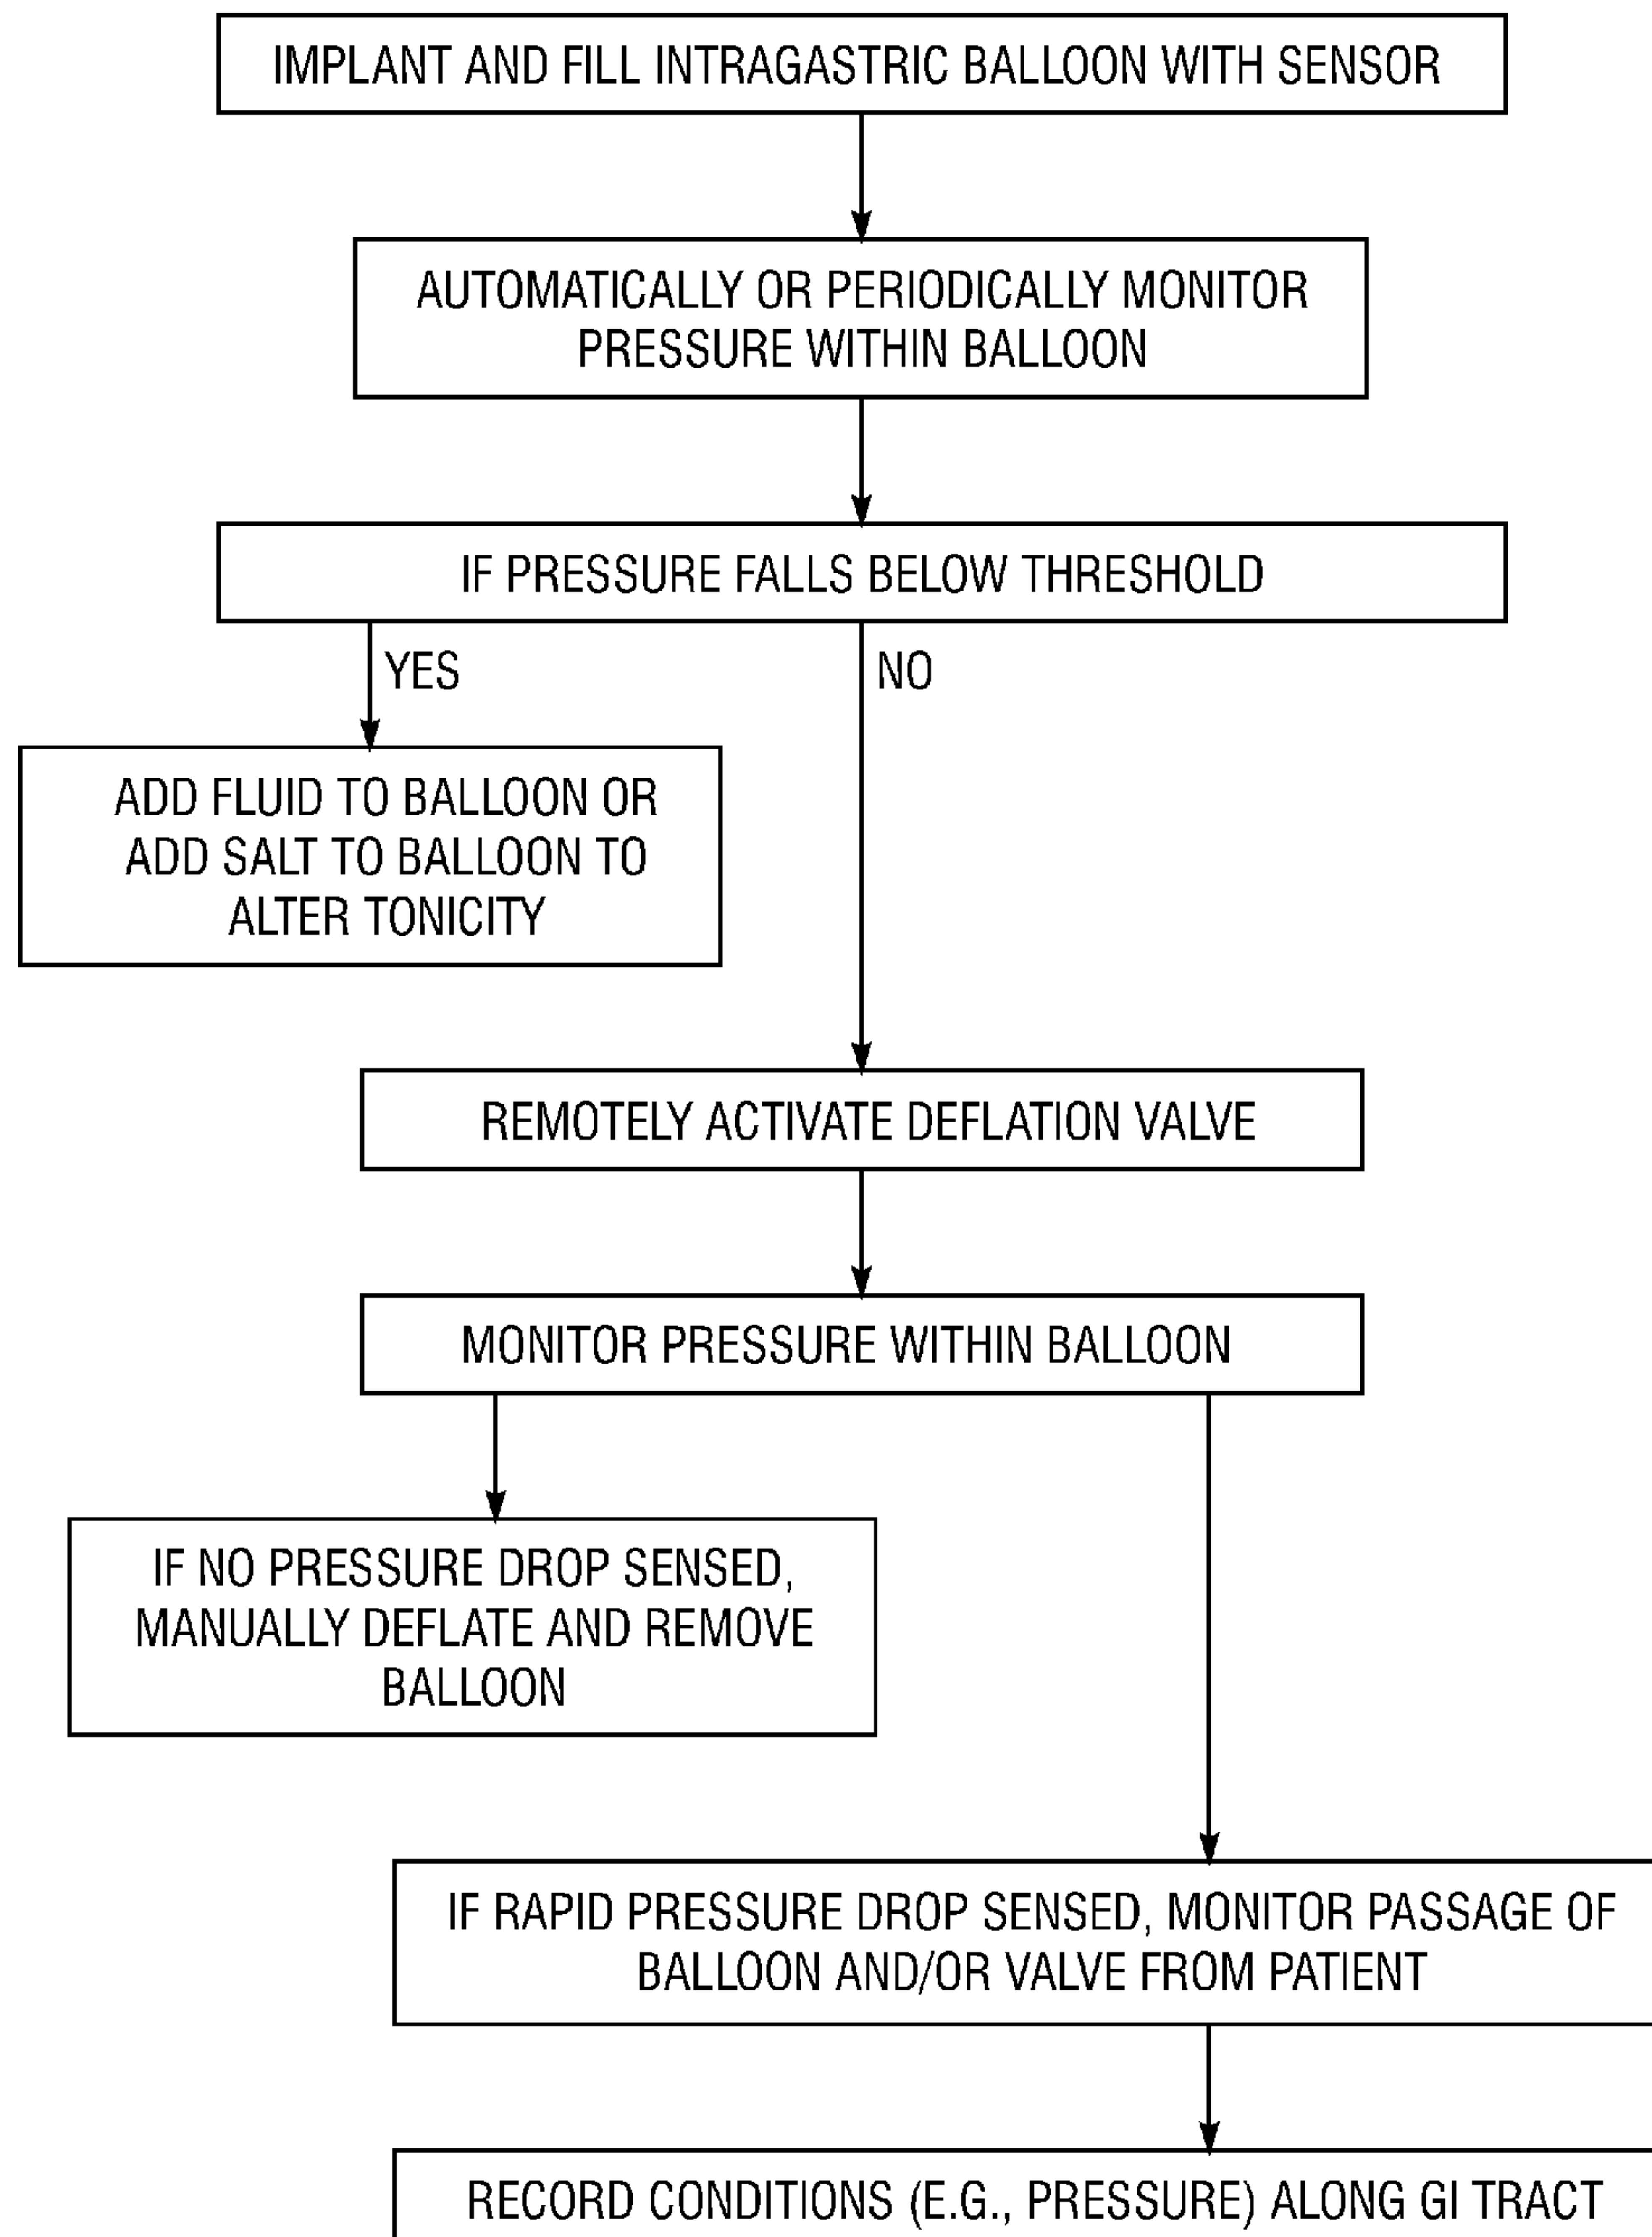 IMPLANT AND FILL INTRAGASTRIC BALLOON WITH SENSOR
AUTOMATICALLY OR PERIODICALLY MONITOR
PRESSURE WITHIN BALLOON
IF PRESSURE FALLS BELOW THRESHOLD
YES
NO
ADD FLUID TO BALLOON OR
ADD SALT TO BALLOON TO
ALTER TONICITY
REMOTELY ACTIVATE DEFLATION VALVE
MONITOR PRESSURE WITHIN BALLOON
IF NO PRESSURE DROP SENSED,
MANUALLY DEFLATE AND REMOVE
BALLOON
IF RAPID PRESSURE DROP SENSED, MONITOR PASSAGE OF
BALLOON AND/OR VALVE FROM PATIENT
RECORD CONDITIONS (E.G., PRESSURE) ALONG GI TRACT